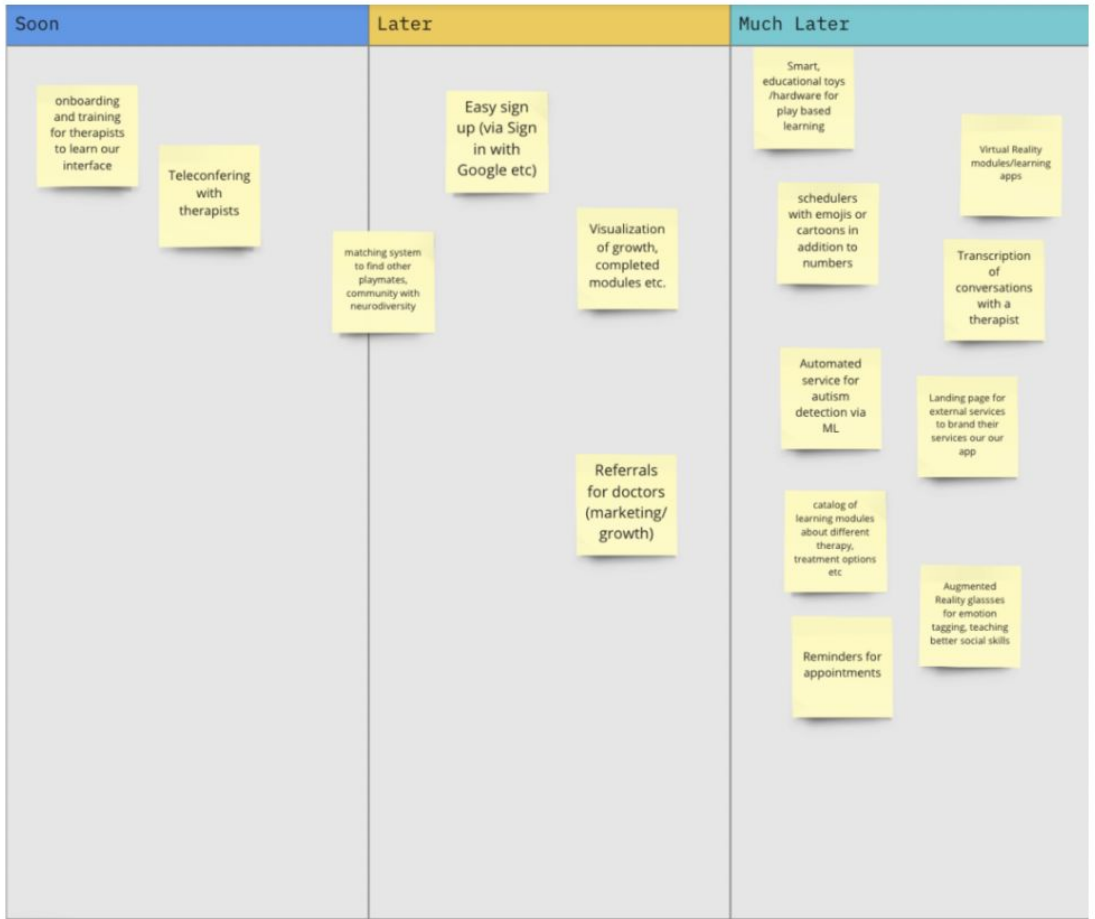 Soon
Later
Much Later
onboarding
and training
for therapists
to learn our
interface
Teleconfering
with
therapists
matching system
to find other
playmates,
community with
neurodiversity
Easy sign
up (via Sign
in with
Google etc)
Visualization
of growth,
completed
modules etc.
Referrals
for doctors
(marketing/
growth)
Smart,
educational toys
/hardware for
play based
learning
Virtual Reality
modules/learning
apps
schedulers
with emojis or
cartoons in
addition to
numbers
Transcription
of
conversations
with a
therapist
Automated
service for
autism
detection via
ML
Landing page for
external services
to brand their
services our our
app
catalog of
learning modules
about different
therapy,
treatment options
etc
Augmented
Reality glassses
for emotion
tagging, teaching
better social skills
Reminders for
appointments